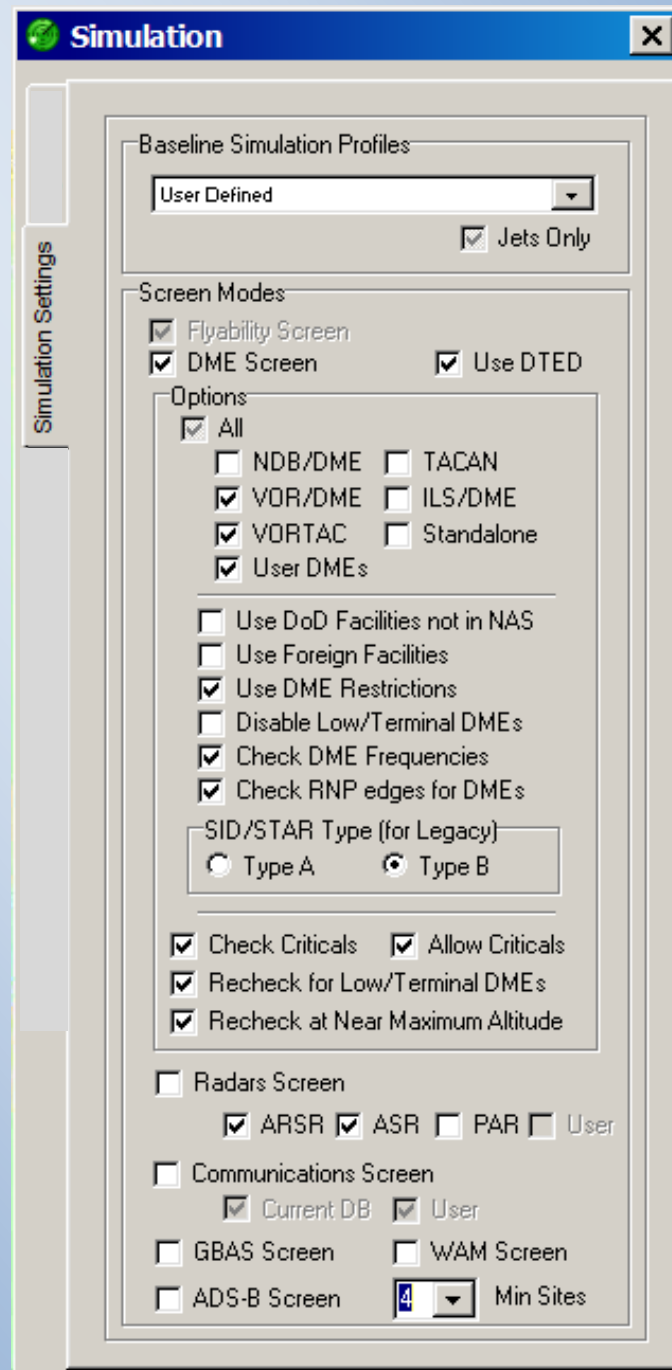 Simulation
Simulation Settings
Baseline Simulation Profiles
User Defined
Jets Only
Screen Modes
Flyability Screen
DME Screen Use DTED
Options
All
NDB/DME TACAN
VOR/DME ILS/DME
VORTAC Standalone
User DMEs
Use DoD Facilities not in NAS
Use Foreign Facilities
Use DME Restrictions
Disable Low/Terminal DMEs
Check DME Frequencies
Check RNP edges for DMEs
SID/STAR Type (for Legacy)
Type A Type B
Check Criticals Allow Criticals
Recheck for Low/Terminal DMEs
Recheck at Near Maximum Altitude
Radars Screen
ARSR ASR PAR User
Communications Screen
Current DB User
GBAS Screen WAM Screen
ADS-B Screen 4 Min Sites